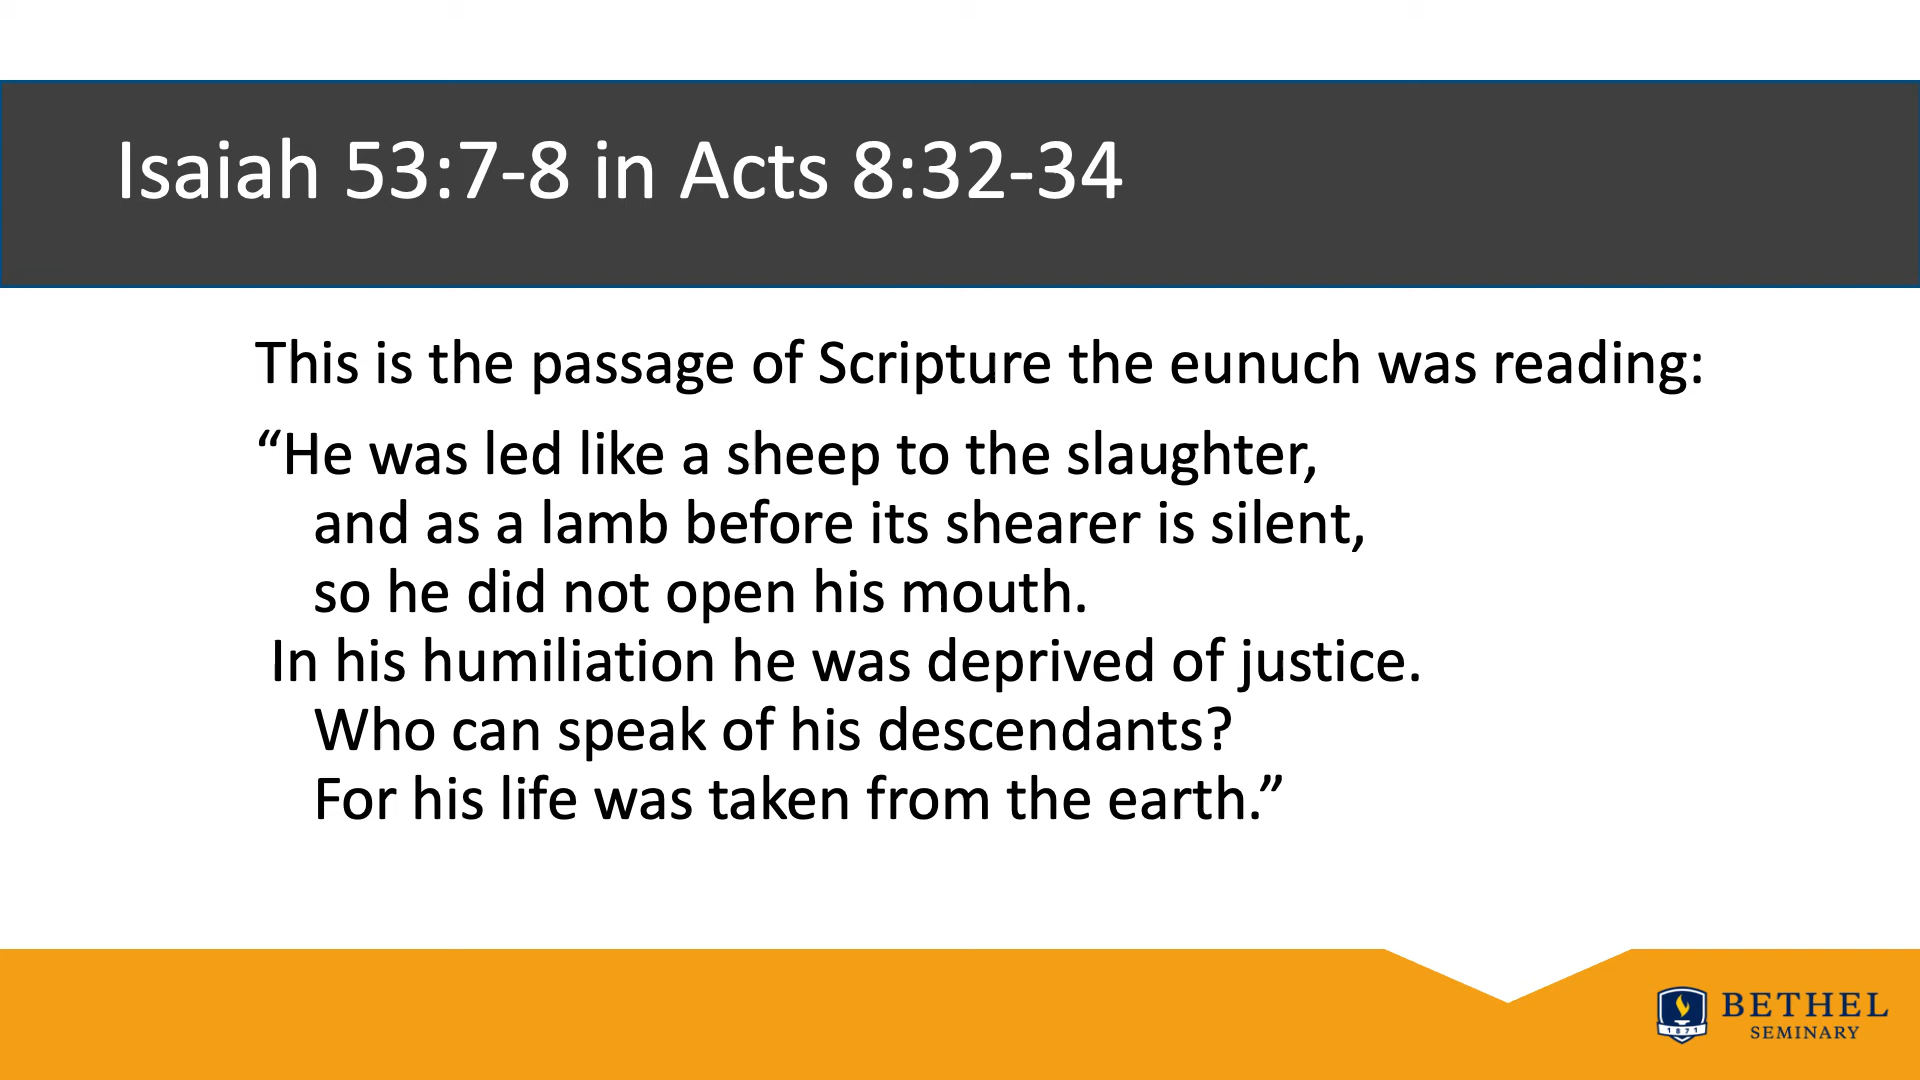 Isaiah 53:7-8 in Acts 8:32-34
This is the passage of Scripture the eunuch was reading:
“He was led like a sheep to the slaughter,
and as a lamb before its shearer is silent,
so he did not open his mouth.
In his humiliation he was deprived of justice.
Who can speak of his descendants?
For his life was taken from the earth.”
1871
BETHEL
SEMINARY